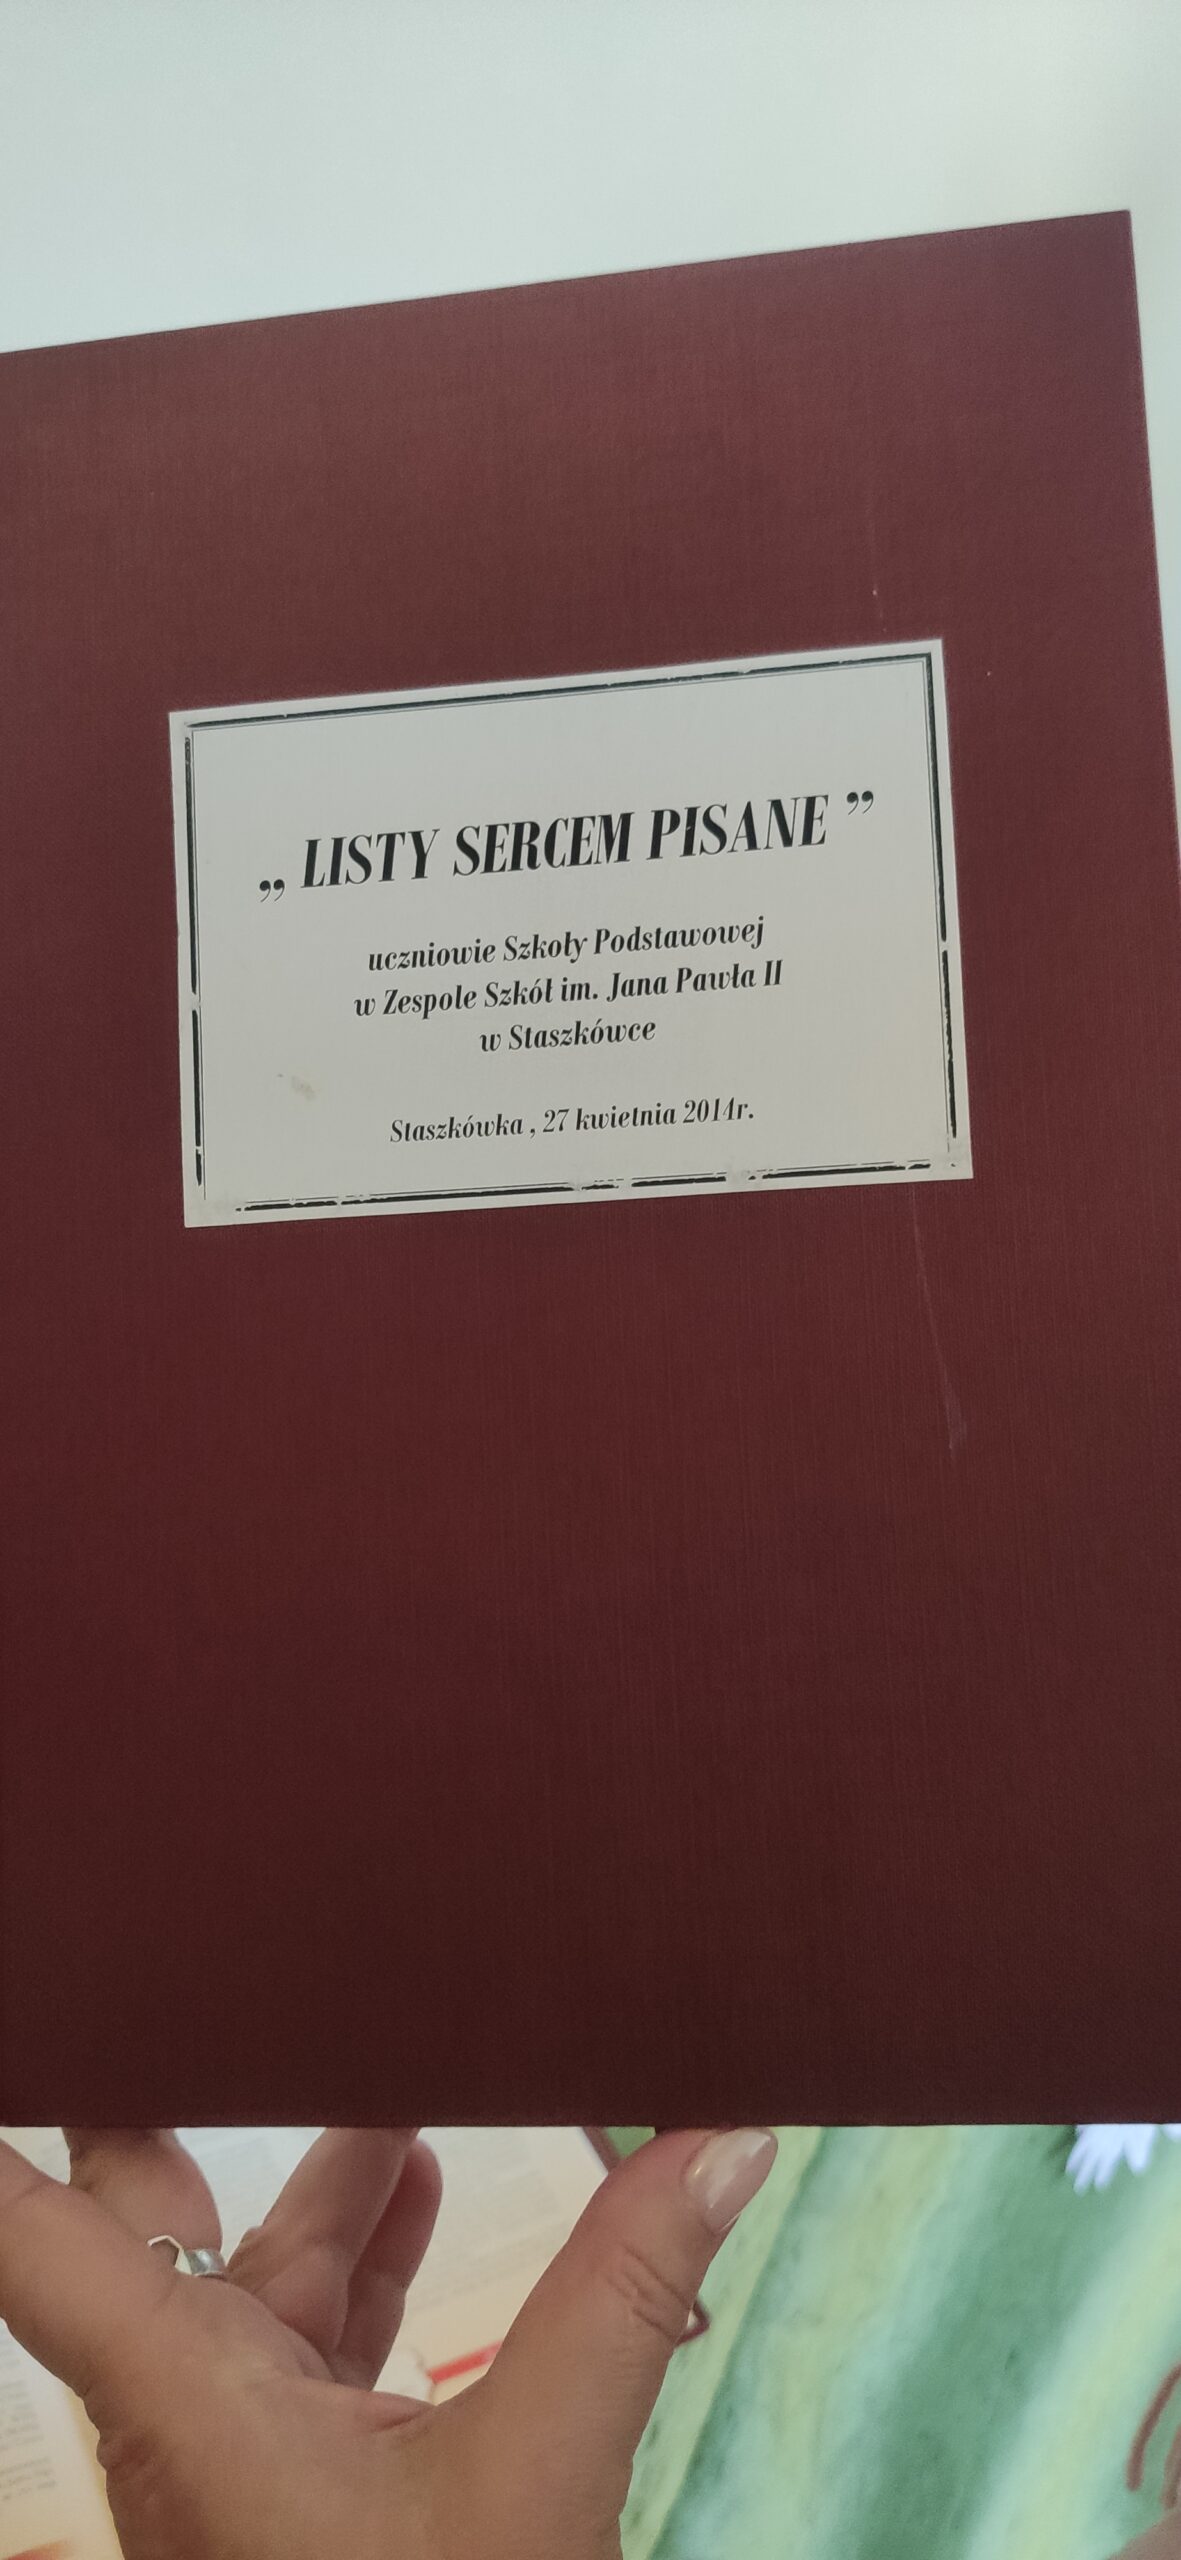 „ LISTY SERCEM PISANE ”
uczniowie Szkoły Podstawowej
w Zespole Szkół im. Jana Pawła II
w Staszkówce
Staszkówka , 27 kwietnia 2014r.